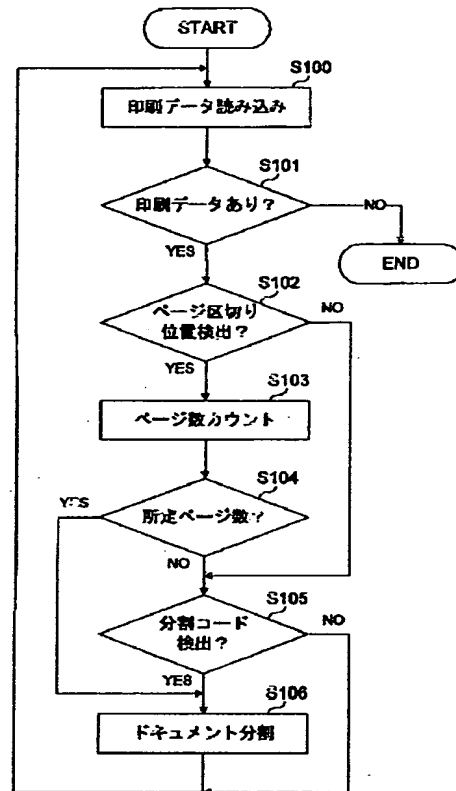 START
S100
印刷データ読み込み
S101
印刷データあり？
NO
YES
END
S102
ページ区切り
位置検出？
NO
YES
S103
ページ数カウント
S104
YES
所定ページ数？
NO
S105
分割コード
検出？
NO
YES
S106
ドキュメント分割